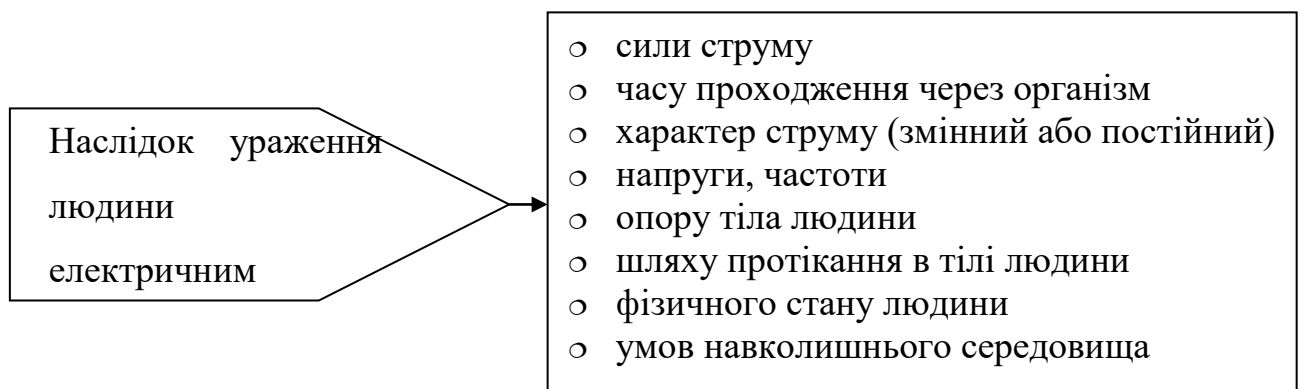 Наслідок ураження
людини
електричним
сили струму
часу проходження через організм
характер струму (змінний або постійний)
напруги, частоти
опору тіла людини
шляху протікання в тілі людини
фізичного стану людини
умов навколишнього середовища